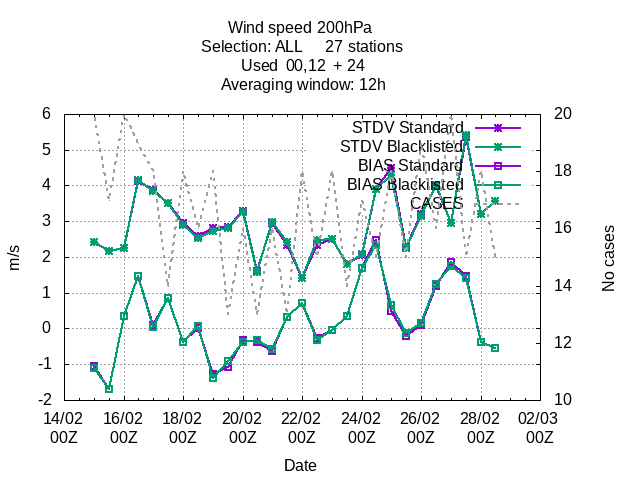 Wind speed 200hPa
Selection: ALL 27 stations
Used 00,12 + 24
Averaging window: 12h
STDV Standard
STDV Blacklisted
BIAS Standard
BIAS Blacklisted
CASES
6
5
4
3
2
1
0
-1
-2
m/s
20
18
16
14
12
10
No cases
14/02 16/02 18/02 20/02 22/02 24/02 26/02 28/02 02/03
00Z 00Z 00Z 00Z 00Z 00Z 00Z 00Z 00Z
Date